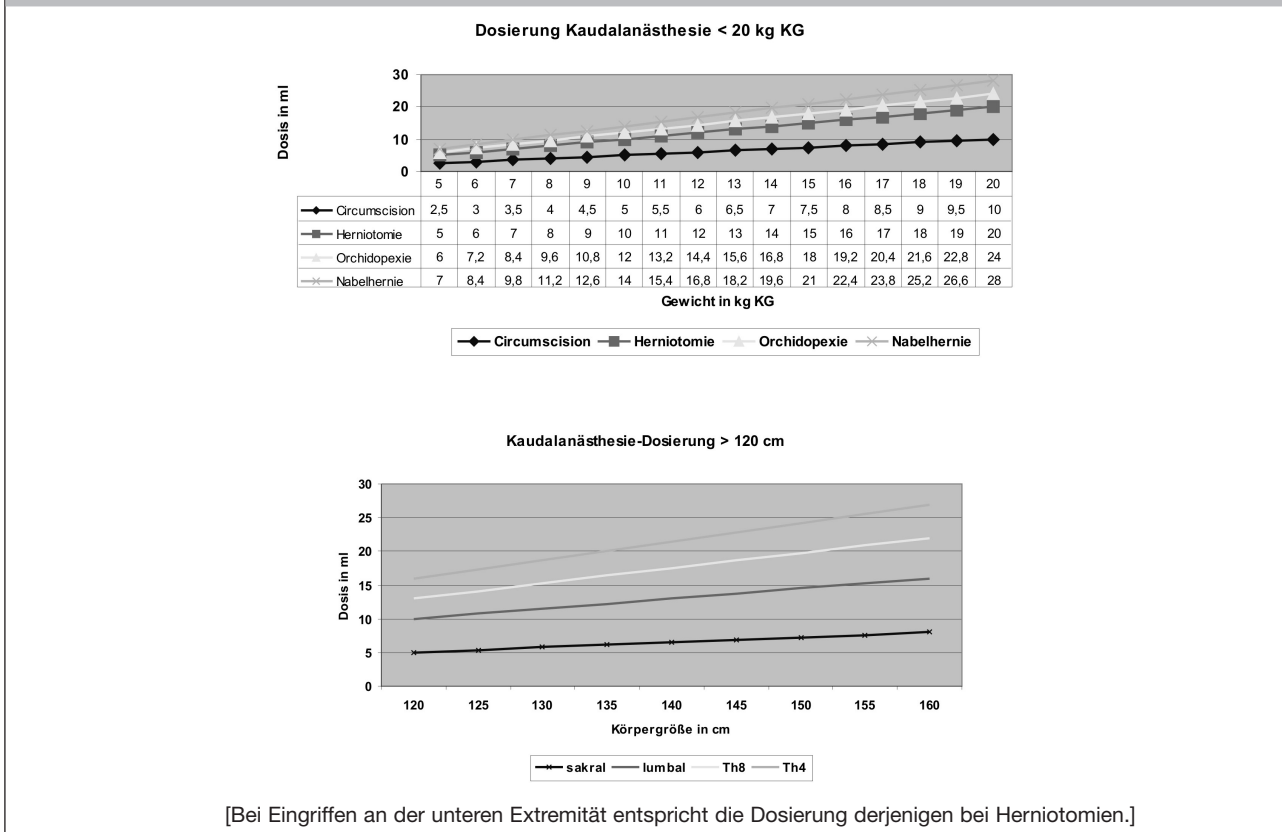 Dosierung Kaudalanästhesie < 20 kg KG
Dosis in ml
30
20
10
0
5 6 7 8 9 10 11 12 13 14 15 16 17 18 19 20
Circumscision 2,5 3 3,5 4 4,5 5 5,5 6 6,5 7 7,5 8 8,5 9 9,5 10
Herniotomie 5 6 7 8 9 10 11 12 13 14 15 16 17 18 19 20
Orchidopexie 6 7,2 8,4 9,6 10,8 12 13,2 14,4 15,6 16,8 18 19,2 20,4 21,6 22,8 24
Nabelhernie 7 8,4 9,8 11,2 12,6 14 15,4 16,8 18,2 19,6 21 22,4 23,8 25,2 26,6 28
Gewicht in kg KG
Circumscision Herniotomie Orchidopexie Nabelhernie
Kaudalanästhesie-Dosierung > 120 cm
Dosis in ml
30
25
20
15
10
5
0
120 125 130 135 140 145 150 155 160
Körpergröße in cm
sakral lumbal Th8 Th4
[Bei Eingriffen an der unteren Extremität entspricht die Dosierung derjenigen bei Herniotomien.]